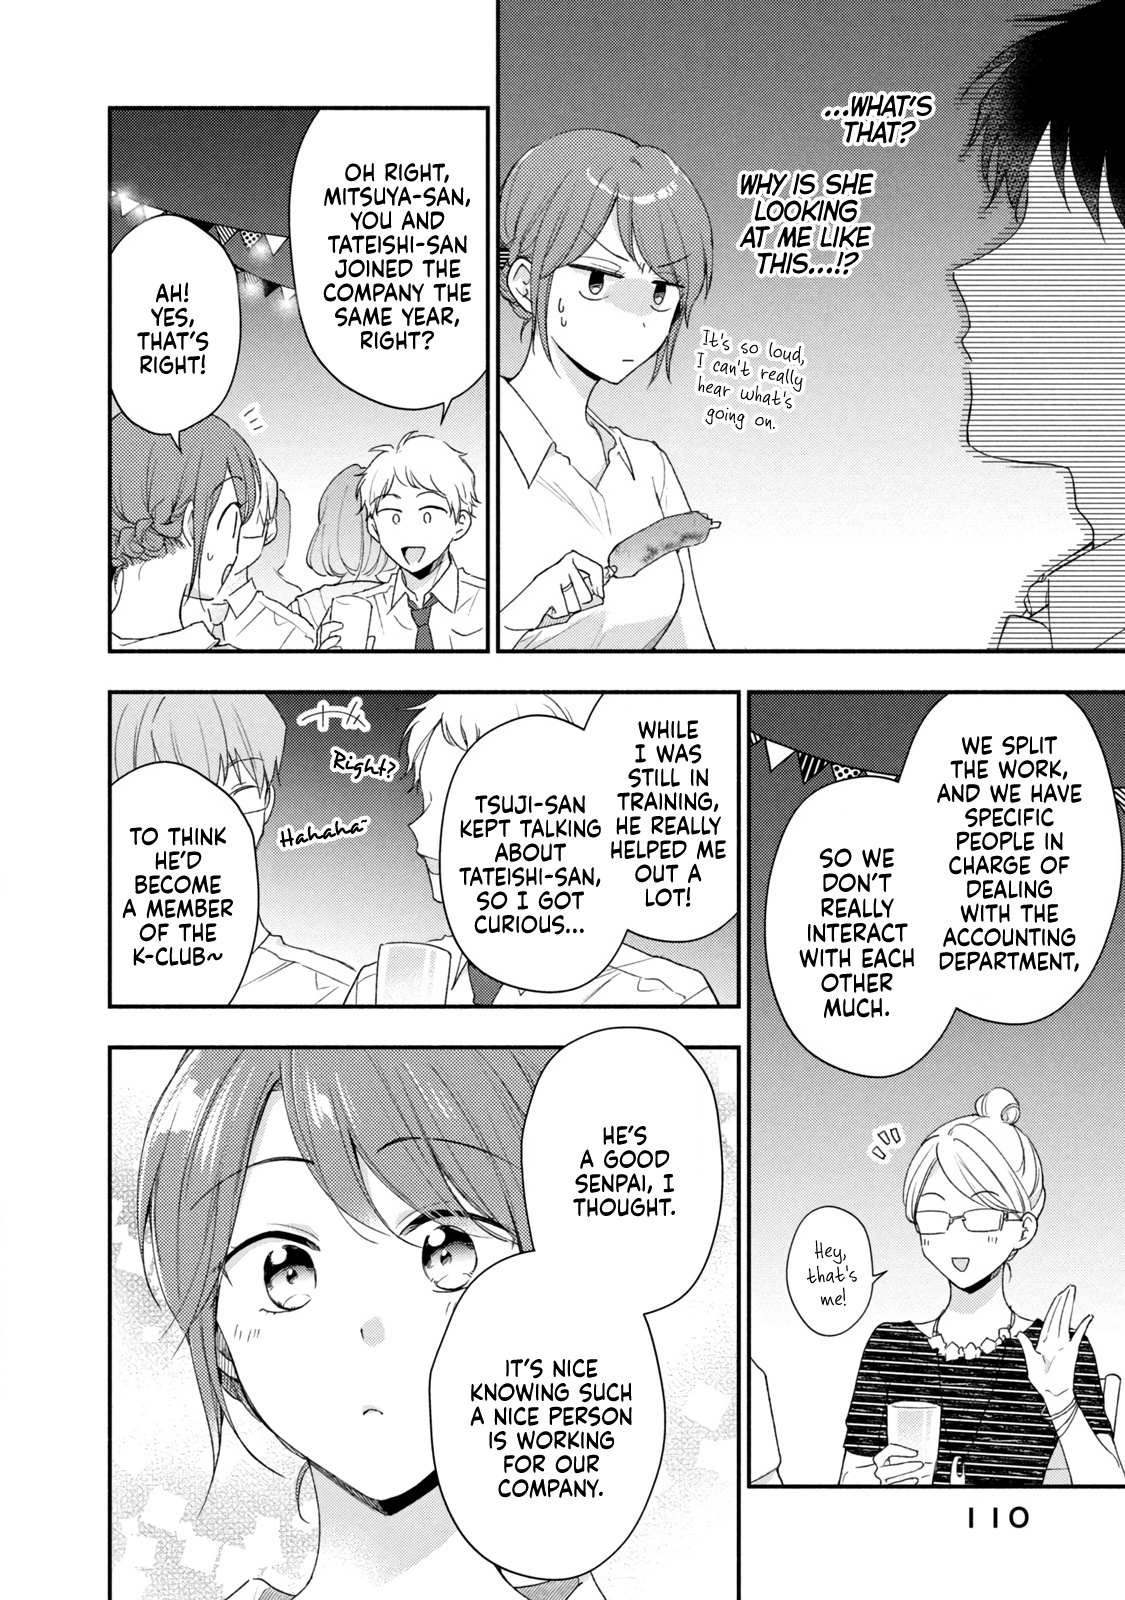 ...WHAT'S
THAT?
WHY IS SHE
LOOKING
AT ME LIKE
THIS...!?
It's so loud,
I can't really
hear what's
going on.
OH RIGHT,
MITSUYA-SAN,
YOU AND
TATEISHI-SAN
JOINED THE
COMPANY THE
SAME YEAR,
RIGHT?
AH!
YES,
THAT'S
RIGHT!
WE SPLIT
THE WORK,
AND WE HAVE
SPECIFIC
PEOPLE IN
CHARGE OF
DEALING
WITH THE
ACCOUNTING
DEPARTMENT,
SO WE
DON'T
REALLY
INTERACT
WITH EACH
OTHER
MUCH.
Hey,
that's
me!
WHILE
I WAS
STILL IN
TRAINING,
HE REALLY
HELPED ME
OUT A
LOT!
TSUJI-SAN
KEPT TALKING
ABOUT
TATEISHI-SAN,
SO I GOT
CURIOUS...
Right?
Hahaha-
TO THINK
HE'D
BECOME
A MEMBER
OF THE
K-CLUB~
HE'S
A GOOD
SENPAI, I
THOUGHT.
IT'S NICE
KNOWING SUCH
A NICE PERSON
IS WORKING
FOR OUR
COMPANY.
110